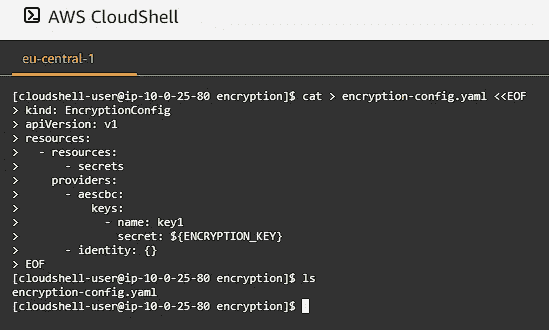 AWS CloudShell
eu-central-1
[cloudshell-user@ip-10-0-25-80 encryption]$ cat > encryption-config.yaml <<EOF
> kind: EncryptionConfig
> apiVersion: v1
> resources:
>   - resources:
>       - secrets
>     providers:
>       - aescbc:
>           keys:
>             - name: key1
>               secret: ${ENCRYPTION_KEY}
>       - identity: {}
> EOF
[cloudshell-user@ip-10-0-25-80 encryption]$ ls
encryption-config.yaml
[cloudshell-user@ip-10-0-25-80 encryption]$